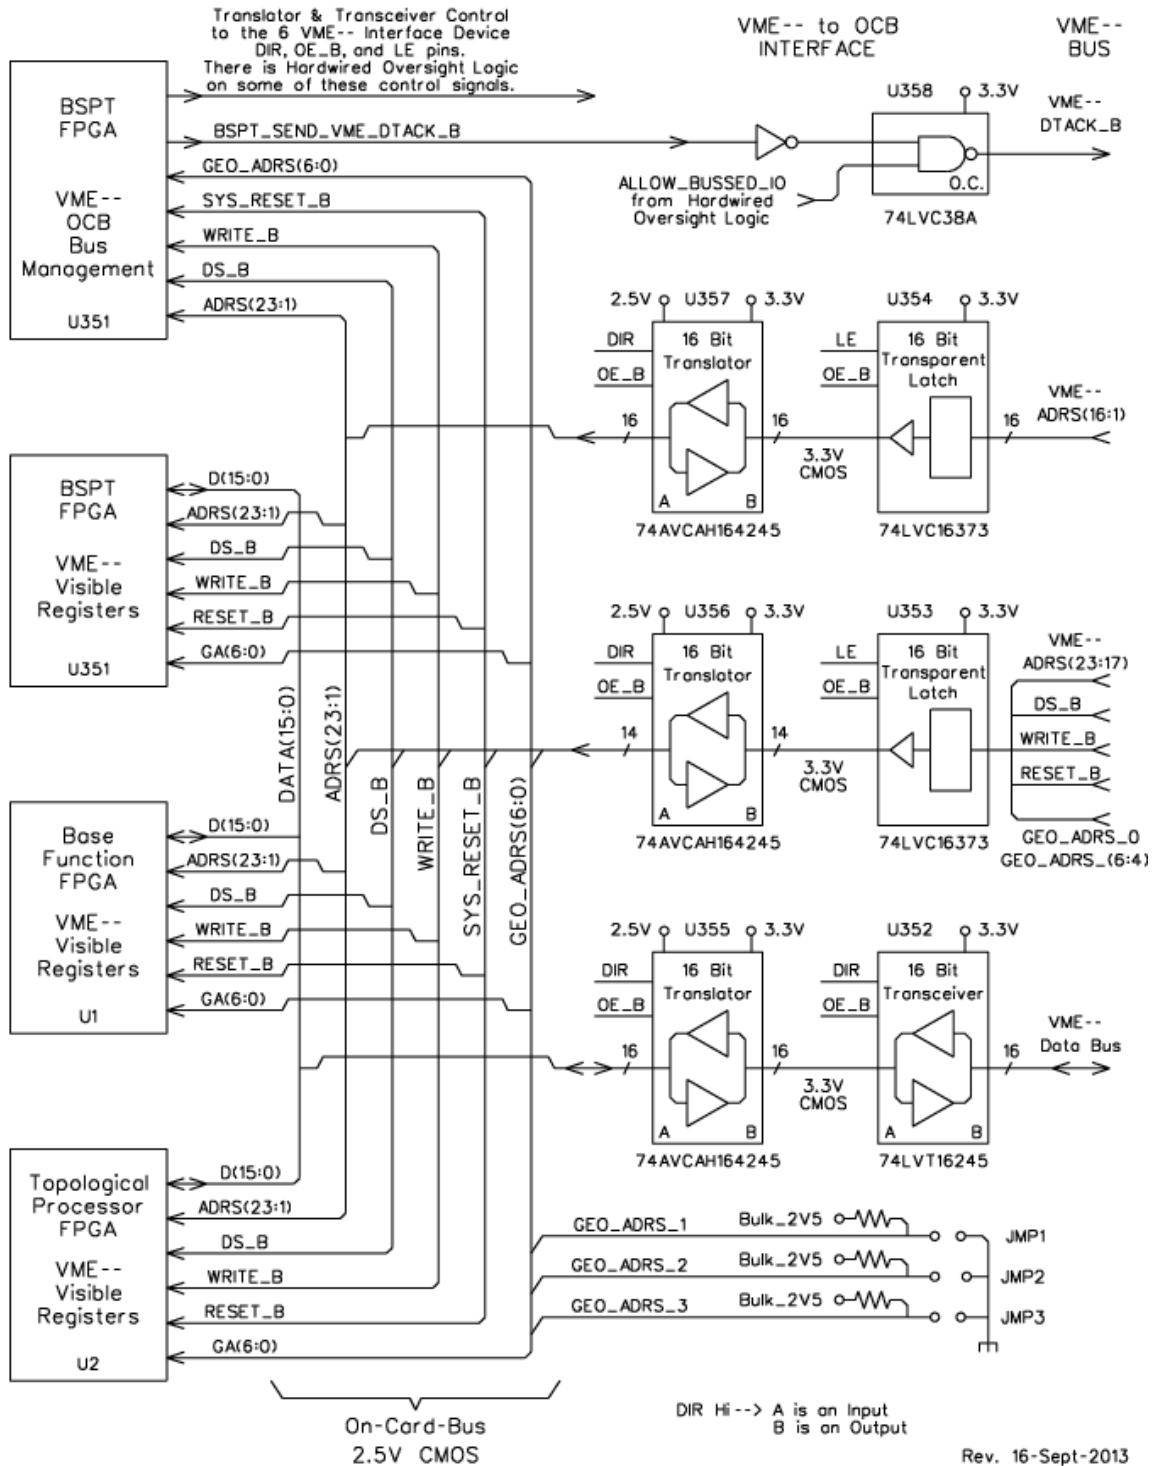 Translator & Transceiver Control
to the 6 VME-- Interface Device
DIR, OE_B, and LE pins.
There is Hardwired Oversight Logic
on some of these control signals.
VME-- to OCB
INTERFACE
VME--
BUS
BSPT
FPGA
VME--
OCB
Bus
Management
U351
BSPT_SEND_VME_DTACK_B
GEO_ADRS(6:0)
SYS_RESET_B
WRITE_B
DS_B
ADRS(23:1)
U358
3.3V
VME--
DTACK_B
ALLOW_BUSSED_IO
from Hardwired
Oversight Logic
O.C.
74LVC38A
2.5V
U357
3.3V
DIR
OE_B
16 Bit
Translator
16
A
B
16
74AVCAH164245
3.3V
CMOS
U354
3.3V
LE
OE_B
16 Bit
Transparent
Latch
16
74LVC16373
VME--
ADRS(16:1)
BSPT
FPGA
VME--
Visible
Registers
U351
D(15:0)
ADRS(23:1)
DS_B
WRITE_B
RESET_B
GA(6:0)
2.5V
U356
3.3V
DIR
OE_B
16 Bit
Translator
14
A
B
14
74AVCAH164245
3.3V
CMOS
U353
3.3V
LE
OE_B
16 Bit
Transparent
Latch
74LVC16373
VME--
ADRS(23:17)
DS_B
WRITE_B
RESET_B
GEO_ADRS_0
GEO_ADRS_(6:4)
DATA(15:0)
ADRS(23:1)
DS_B
WRITE_B
SYS_RESET_B
GEO_ADRS(6:0)
Base
Function
FPGA
VME--
Visible
Registers
U1
D(15:0)
ADRS(23:1)
DS_B
WRITE_B
RESET_B
GA(6:0)
2.5V
U355
3.3V
DIR
OE_B
16 Bit
Translator
16
A
B
16
74AVCAH164245
3.3V
CMOS
U352
3.3V
DIR
OE_B
16 Bit
Transceiver
A
B
16
74LVT16245
VME--
Data Bus
Topological
Processor
FPGA
VME--
Visible
Registers
U2
D(15:0)
ADRS(23:1)
DS_B
WRITE_B
RESET_B
GA(6:0)
GEO_ADRS_1
Bulk_2V5
JMP1
GEO_ADRS_2
Bulk_2V5
JMP2
GEO_ADRS_3
Bulk_2V5
JMP3
On-Card-Bus
2.5V CMOS
DIR Hi --> A is an Input
B is an Output
Rev. 16-Sept-2013